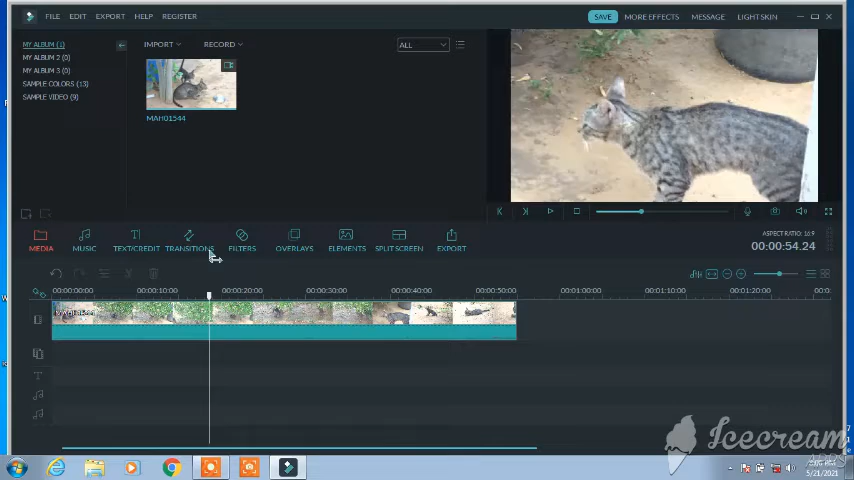 FILE EDIT EXPORT HELP REGISTER SAVE MORE EFFECTS MESSAGE LIGHT SKIN
MY ALBUM (1)
MY ALBUM 2 (0)
MY ALBUM 3 (0)
SAMPLE COLORS (13)
SAMPLE VIDEO (9)
IMPORT RECORD ALL
MAH01544
MEDIA MUSIC TEXT/CREDIT TRANSITIONS FILTERS OVERLAYS ELEMENTS SPLIT SCREEN EXPORT
ASPECT RATIO: 16:9
00:00:54.24
00:00:00:00 00:00:10:00 00:00:20:00 00:00:30:00 00:00:40:00 00:00:50:00 00:01:00:00 00:01:10:00 00:01:20:00
Icecream
APPS
5/21/2021